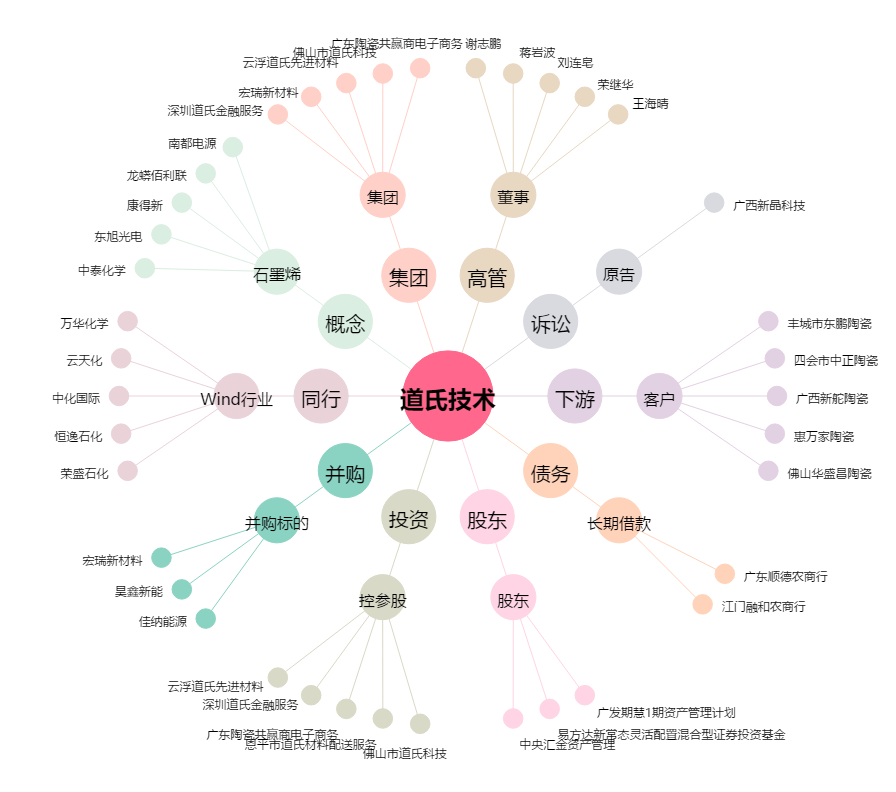 广东陶瓷共赢商电子商务
谢志鹏
佛山市道氏科技
蒋岩波
云浮道氏先进材料
刘连皂
宏瑞新材料
荣继华
深圳道氏金融服务
王海晴
南都电源
龙蟒佰利联
集团
董事
康得新
广西新晶科技
东旭光电
中泰化学
石墨烯
集团
高管
原告
万华化学
概念
诉讼
丰城市东鹏陶瓷
云天化
四会市中正陶瓷
中化国际
Wind行业
同行
道氏技术
下游
客户
广西新舵陶瓷
恒逸石化
惠万家陶瓷
荣盛石化
并购
债务
佛山华盛昌陶瓷
并购标的
投资
股东
长期借款
宏瑞新材料
广东顺德农商行
昊鑫新能
控参股
股东
江门融和农商行
佳纳能源
云浮道氏先进材料
深圳道氏金融服务
广发期慧1期资产管理计划
广东陶瓷共赢商电子商务
易方达新常态灵活配置混合型证券投资基金
恩平市道氏材料配送服务
中央汇金资产管理
佛山市道氏科技